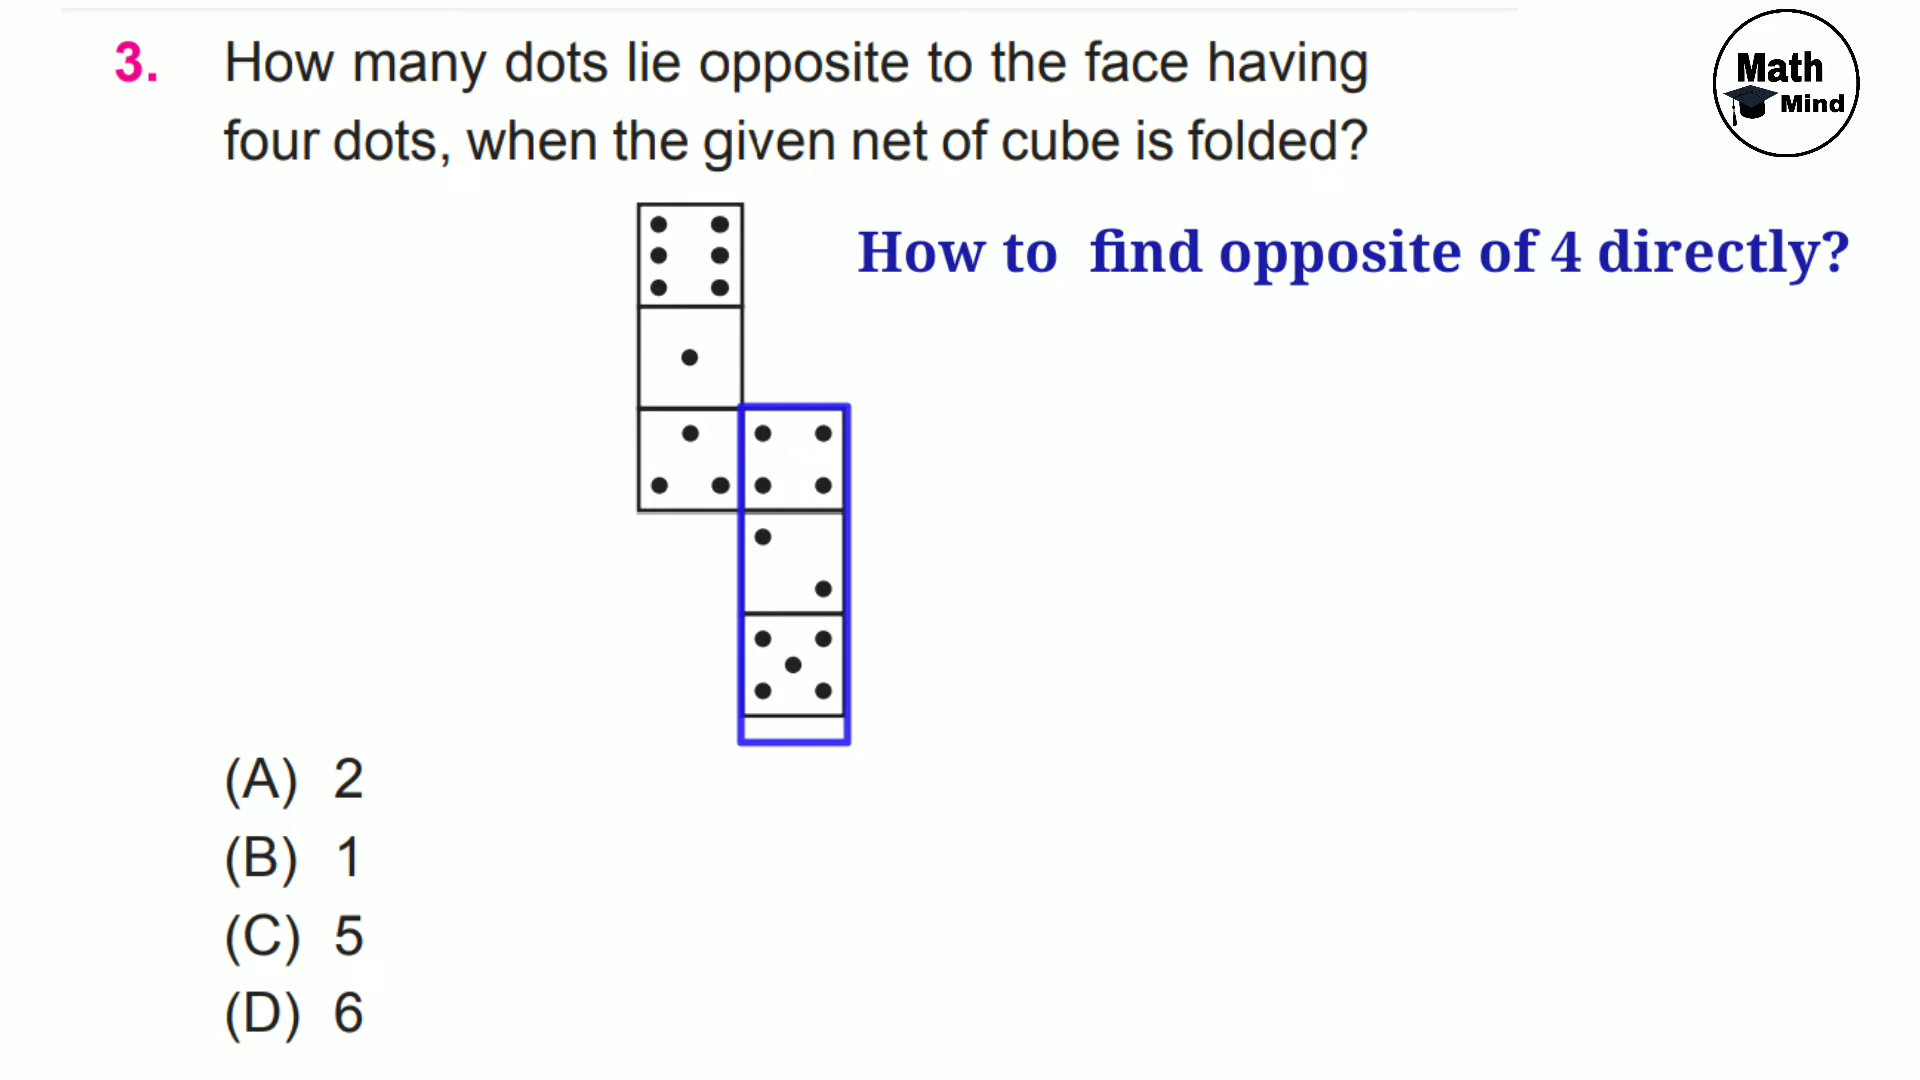 3. How many dots lie opposite to the face having
four dots, when the given net of cube is folded?
Math
Mind
How to find opposite of 4 directly?
(A) 2
(B) 1
(C) 5
(D) 6